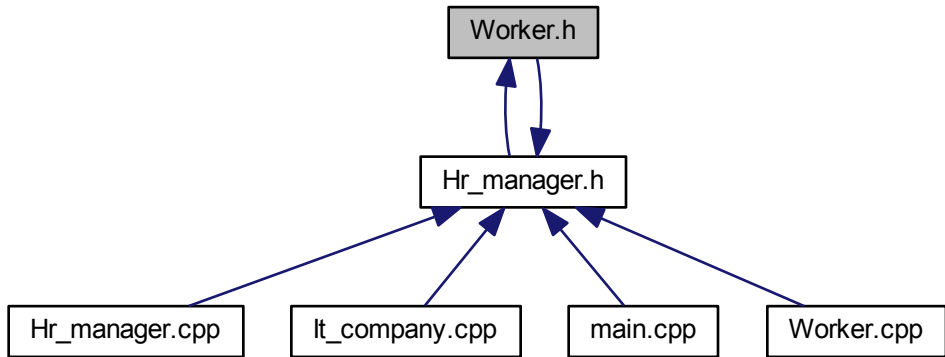 Worker.h
Hr_manager.h
Hr_manager.cpp
It_company.cpp
main.cpp
Worker.cpp